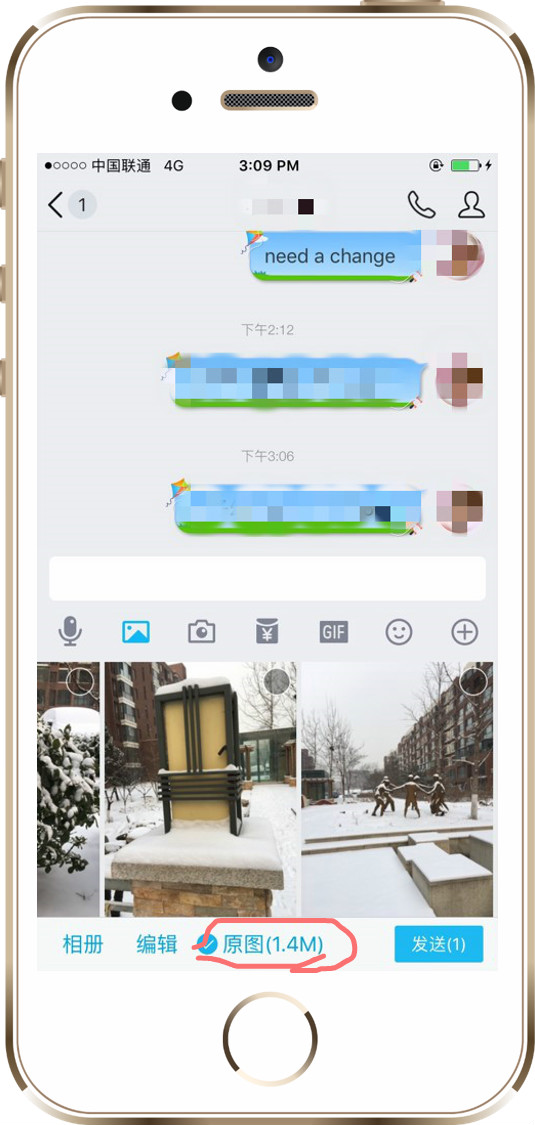 中国联通 4G 3:09 PM
1
need a change
下午2:12
下午3:06
¥
GIF
相册 编辑 原图(1.4M) 发送(1)